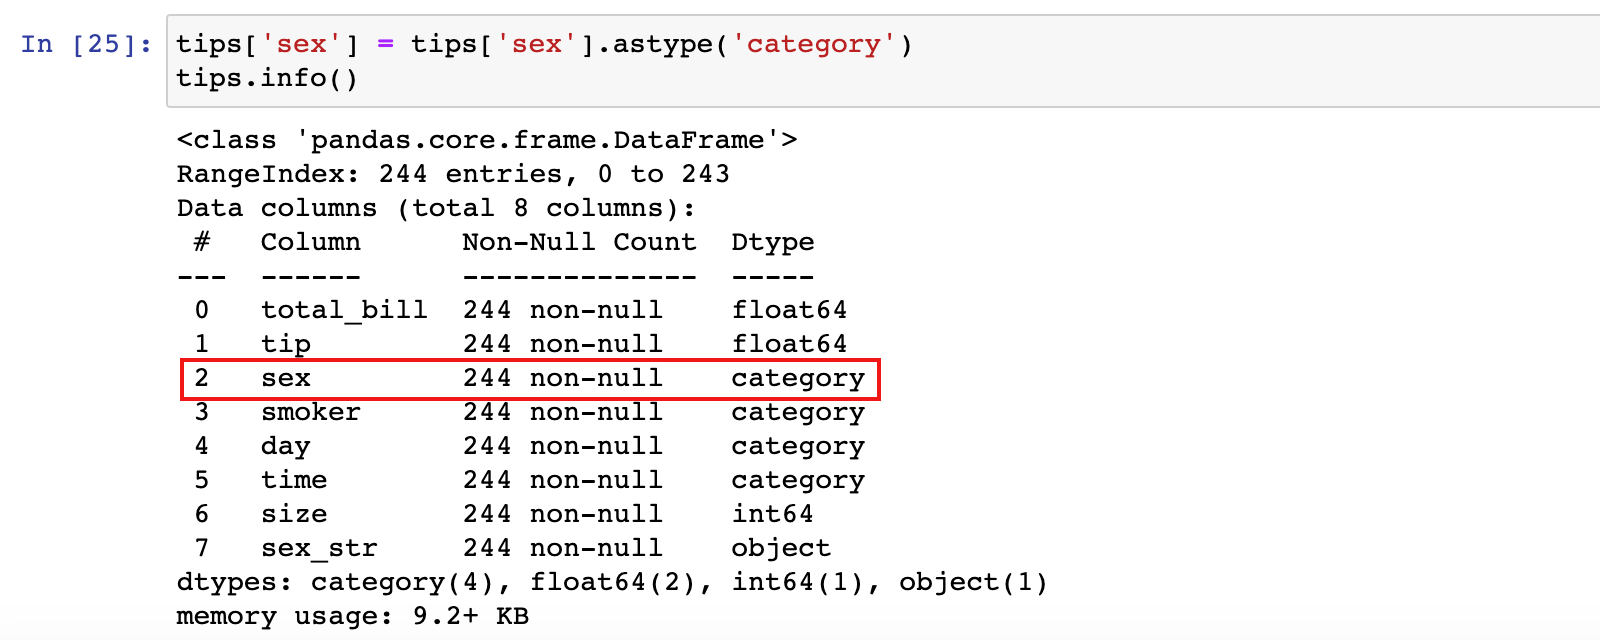 In [25]: tips['sex'] = tips['sex'].astype('category')
tips.info()
<class 'pandas.core.frame.DataFrame'>
RangeIndex: 244 entries, 0 to 243
Data columns (total 8 columns):
 #   Column      Non-Null Count  Dtype
---  ------      --------------  -----
 0   total_bill  244 non-null    float64
 1   tip         244 non-null    float64
 2   sex         244 non-null    category
 3   smoker      244 non-null    category
 4   day         244 non-null    category
 5   time        244 non-null    category
 6   size        244 non-null    int64
 7   sex_str     244 non-null    object
dtypes: category(4), float64(2), int64(1), object(1)
memory usage: 9.2+ KB